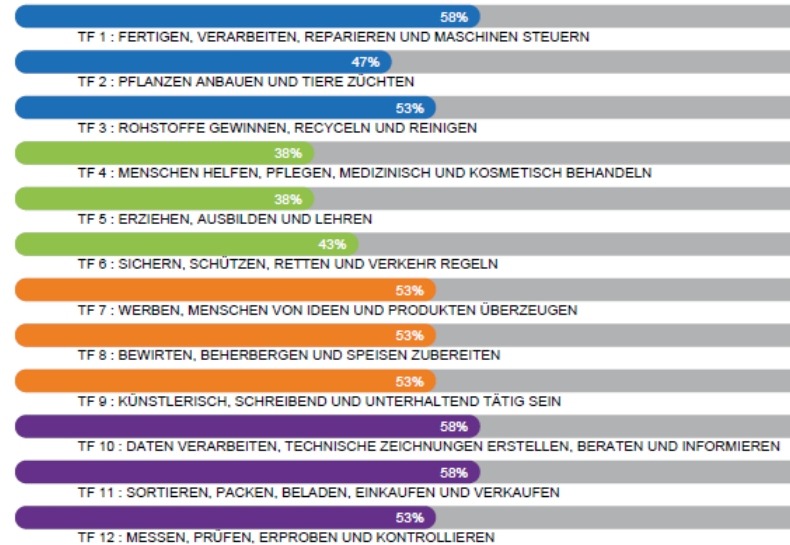 58%
TF 1 : FERTIGEN, VERARBEITEN, REPARIEREN UND MASCHINEN STEUERN
47%
TF 2 : PFLANZEN ANBAUEN UND TIERE ZÜCHTEN
53%
TF 3 : ROHSTOFFE GEWINNEN, RECYCELN UND REINIGEN
38%
TF 4 : MENSCHEN HELFEN, PFLEGEN, MEDIZINISCH UND KOSMETISCH BEHANDELN
38%
TF 5 : ERZIEHEN, AUSBILDEN UND LEHREN
43%
TF 6 : SICHERN, SCHÜTZEN, RETTEN UND VERKEHR REGELN
53%
TF 7 : WERBEN, MENSCHEN VON IDEEN UND PRODUKTEN ÜBERZEUGEN
53%
TF 8 : BEWIRTEN, BEHERBERGEN UND SPEISEN ZUBEREITEN
53%
TF 9 : KÜNSTLERISCH, SCHREIBEND UND UNTERHALTEND TÄTIG SEIN
58%
TF 10 : DATEN VERARBEITEN, TECHNISCHE ZEICHNUNGEN ERSTELLEN, BERATEN UND INFORMIEREN
58%
TF 11 : SORTIEREN, PACKEN, BELADEN, EINKAUFEN UND VERKAUFEN
53%
TF 12 : MESSEN, PRÜFEN, ERPROBEN UND KONTROLLIEREN